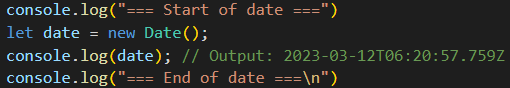 console.log("=== Start of date ===")
let date = new Date();
console.log(date); // Output: 2023-03-12T06:20:57.759Z
console.log("=== End of date ===\n")